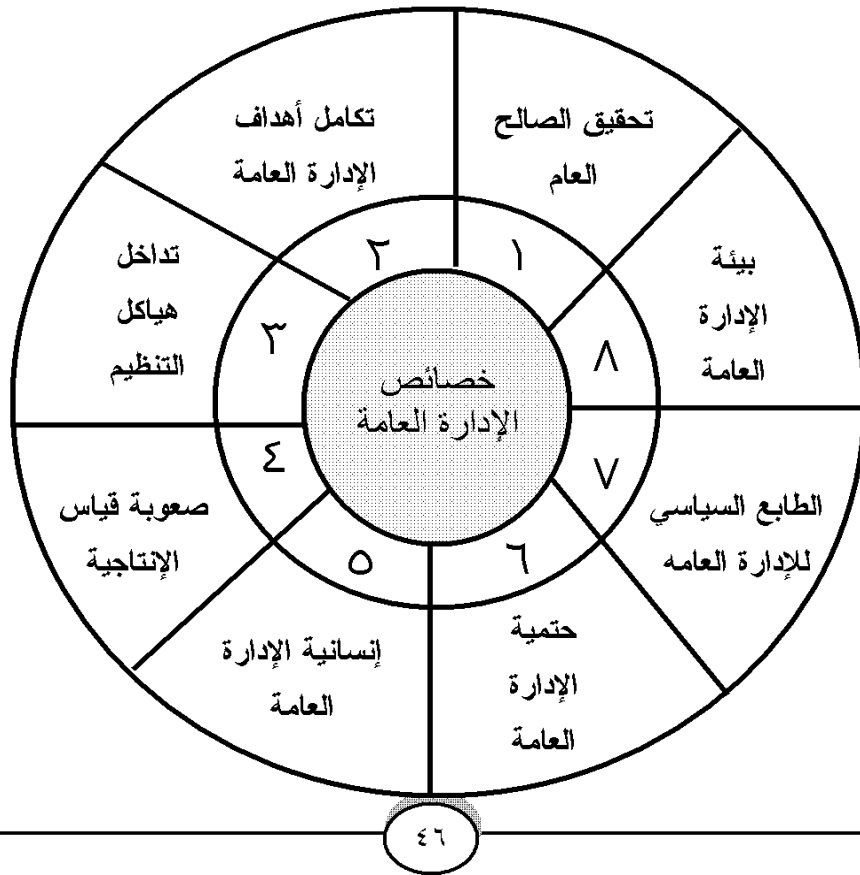 خصائص
الإدارة العامة
١
تحقيق الصالح
العام
٢
تكامل أهداف
الإدارة العامة
٣
تداخل
هياكل
التنظيم
٤
صعوبة قياس
الإنتاجية
٥
إنسانية الإدارة
العامة
٦
حتمية
الإدارة
العامة
٧
الطابع السياسي
للإدارة العامه
٨
بيئة
الإدارة
العامة
٤٦